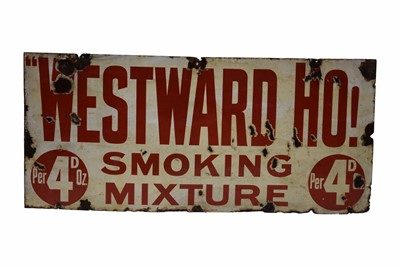 "WESTWARD HO!
SMOKING
MIXTURE
Per 4D Oz.
Per 4D